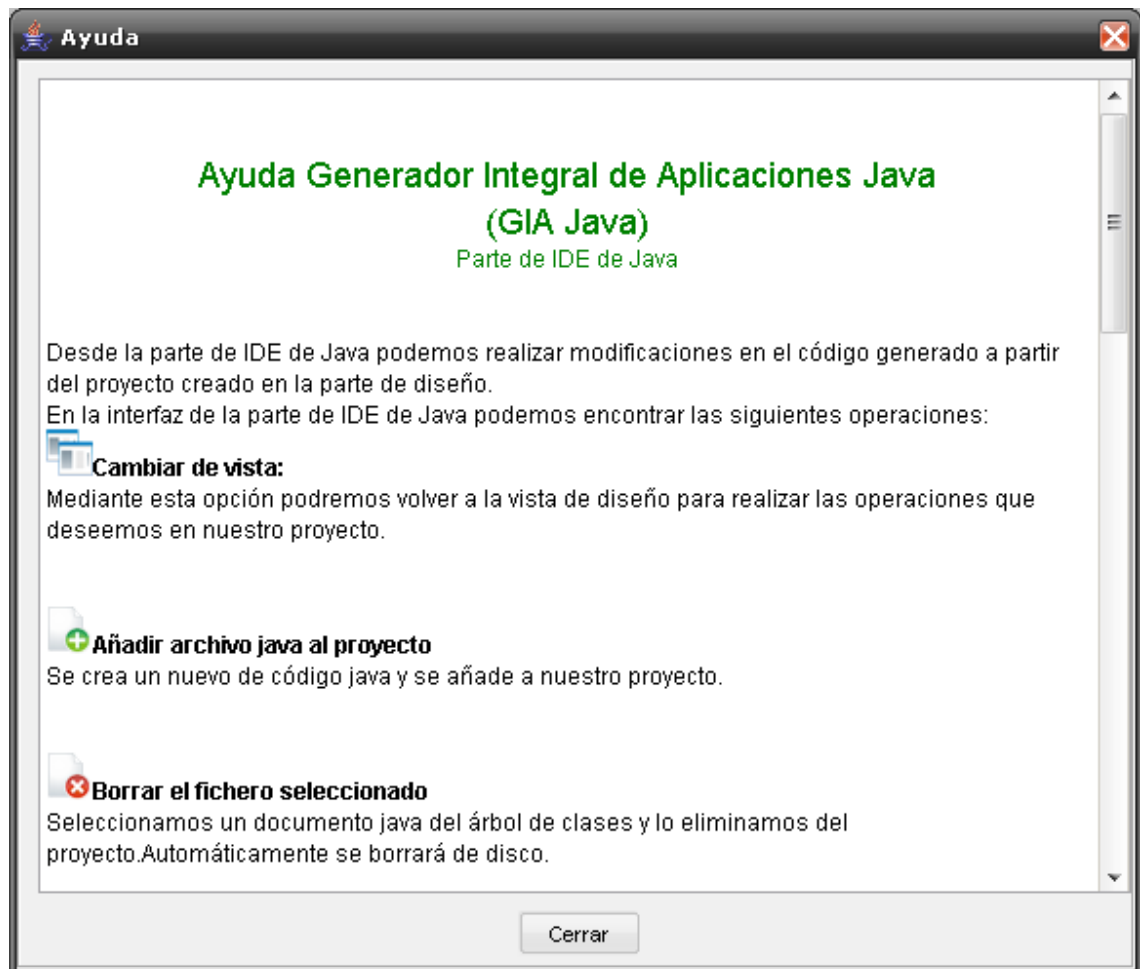 Ayuda
Ayuda Generador Integral de Aplicaciones Java
(GIA Java)
Parte de IDE de Java
Desde la parte de IDE de Java podemos realizar modificaciones en el código generado a partir
del proyecto creado en la parte de diseño.
En la interfaz de la parte de IDE de Java podemos encontrar las siguientes operaciones:
Cambiar de vista:
Mediante esta opción podremos volver a la vista de diseño para realizar las operaciones que
deseemos en nuestro proyecto.
Añadir archivo java al proyecto
Se crea un nuevo de código java y se añade a nuestro proyecto.
Borrar el fichero seleccionado
Seleccionamos un documento java del árbol de clases y lo eliminamos del
proyecto.Automáticamente se borrará de disco.
Cerrar